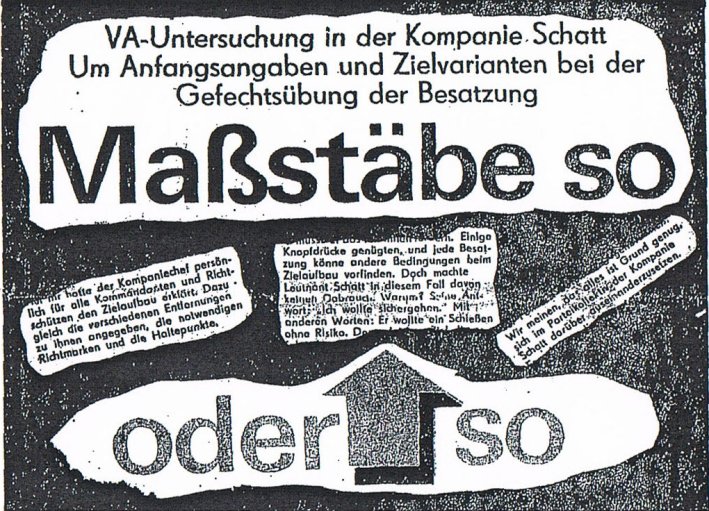 VA-Untersuchung in der Kompanie Schatt
Um Anfangsangaben und Zielvarianten bei der
Gefechtsübung der Besatzung
Maßstäbe so
hatte der Kompaniechef persön-
lich für alle Kommandanten und Richt-
schützen den Zielaufbau erklärt. Dazu
gleich die verschiedenen Entfernungen
zu ihnen angegeben, die notwendigen
Richtmarken und die Haltepunkte.
Einige
Knopfdrücke genügten, und jede Besat-
zung könne andere Bedingungen beim
Zielaufbau vorfinden. Doch machte
Leutnant Schatt in diesem Fall davon
keinen Gebrauch. Warum? Seine Ant-
wort: „Ich wollte sichergehen.“ Mit
anderen Worten: Er wollte ein Schießen
ohne Risiko.
Wir meinen, das alles ist Grund genug,
sich im Parteikollektiv der Kompanie
Schatt darüber auseinanderzusetzen.
oder so